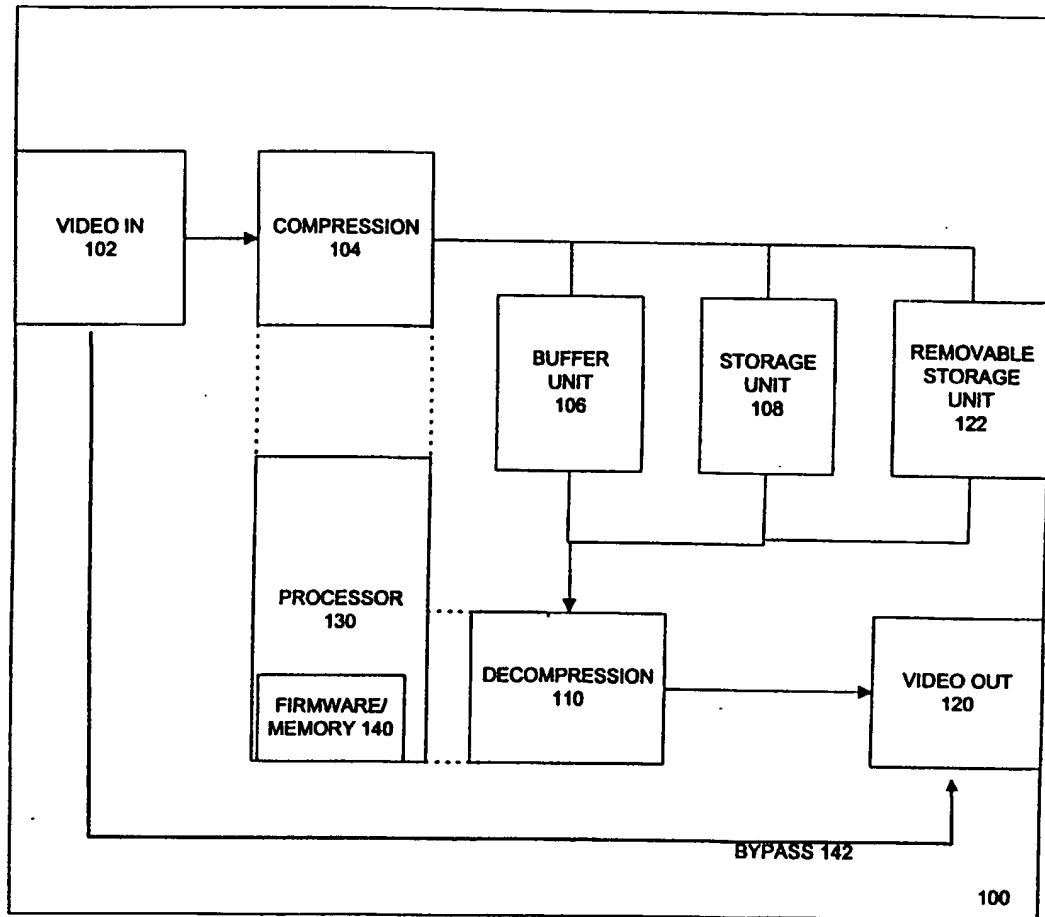 VIDEO IN
102
COMPRESSION
104
BUFFER
UNIT
106
STORAGE
UNIT
108
REMOVABLE
STORAGE
UNIT
122
PROCESSOR
130
FIRMWARE/
MEMORY 140
DECOMPRESSION
110
VIDEO OUT
120
BYPASS 142
100